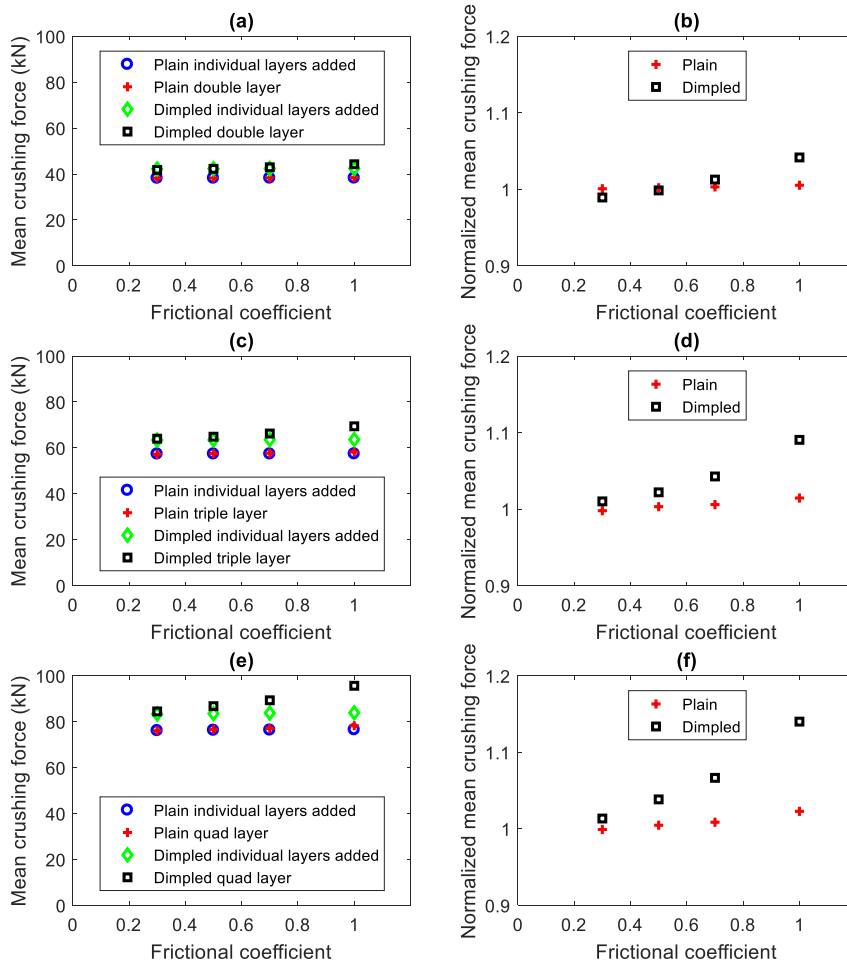 (a)
Mean crushing force (kN)
100
80
60
40
20
0
Plain individual layers added
Plain double layer
Dimpled individual layers added
Dimpled double layer
0 0.2 0.4 0.6 0.8 1
Frictional coefficient
(b)
Normalized mean crushing force
1.2
1.1
1
0.9
Plain
Dimpled
0 0.2 0.4 0.6 0.8 1
Frictional coefficient
(c)
Mean crushing force (kN)
100
80
60
40
20
0
Plain individual layers added
Plain triple layer
Dimpled individual layers added
Dimpled triple layer
0 0.2 0.4 0.6 0.8 1
Frictional coefficient
(d)
Normalized mean crushing force
1.2
1.1
1
0.9
Plain
Dimpled
0 0.2 0.4 0.6 0.8 1
Frictional coefficient
(e)
Mean crushing force (kN)
100
80
60
40
20
0
Plain individual layers added
Plain quad layer
Dimpled individual layers added
Dimpled quad layer
0 0.2 0.4 0.6 0.8 1
Frictional coefficient
(f)
Normalized mean crushing force
1.2
1.1
1
0.9
Plain
Dimpled
0 0.2 0.4 0.6 0.8 1
Frictional coefficient